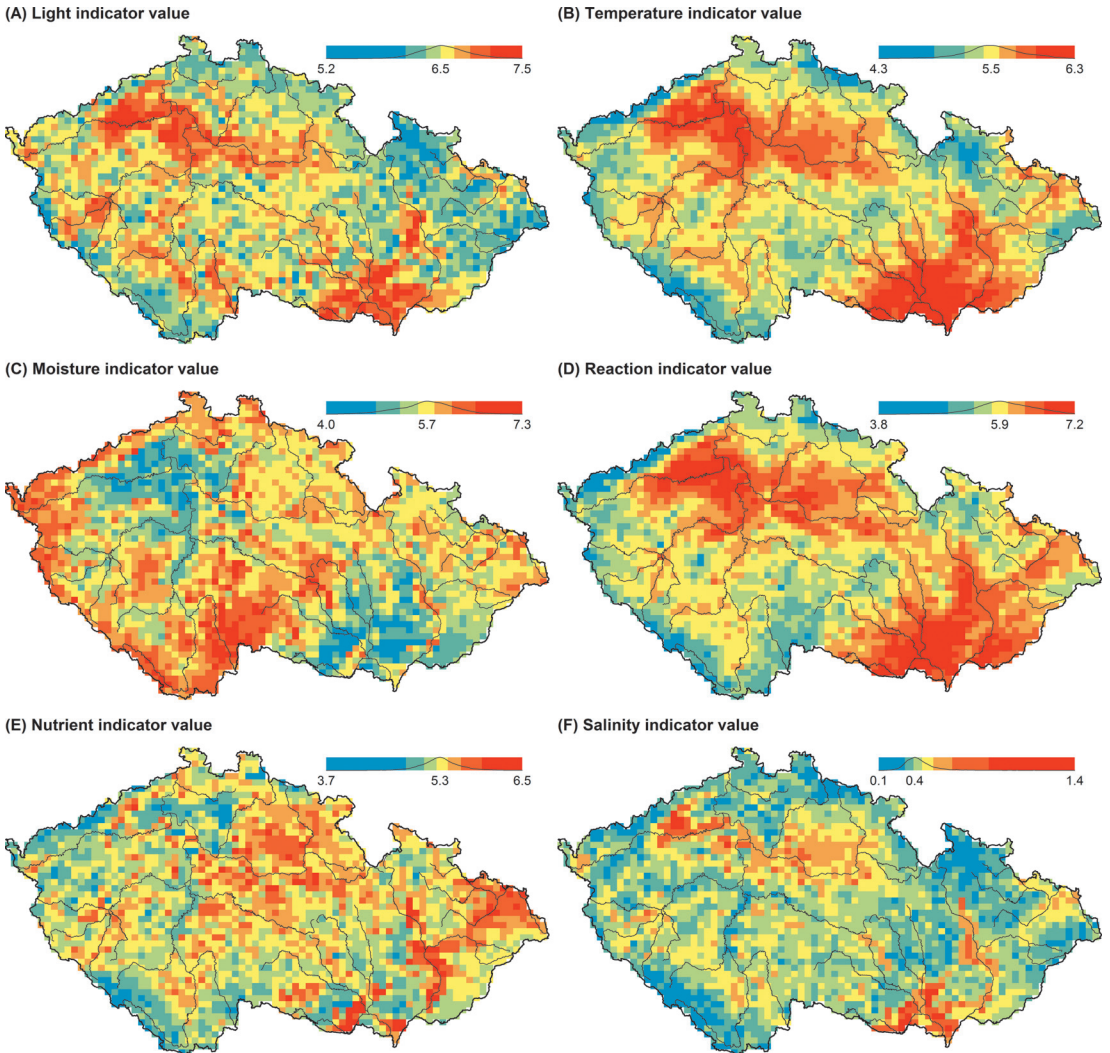 (A) Light indicator value
5.2 6.5 7.5
(B) Temperature indicator value
4.3 5.5 6.3
(C) Moisture indicator value
4.0 5.7 7.3
(D) Reaction indicator value
3.8 5.9 7.2
(E) Nutrient indicator value
3.7 5.3 6.5
(F) Salinity indicator value
0.1 0.4 1.4